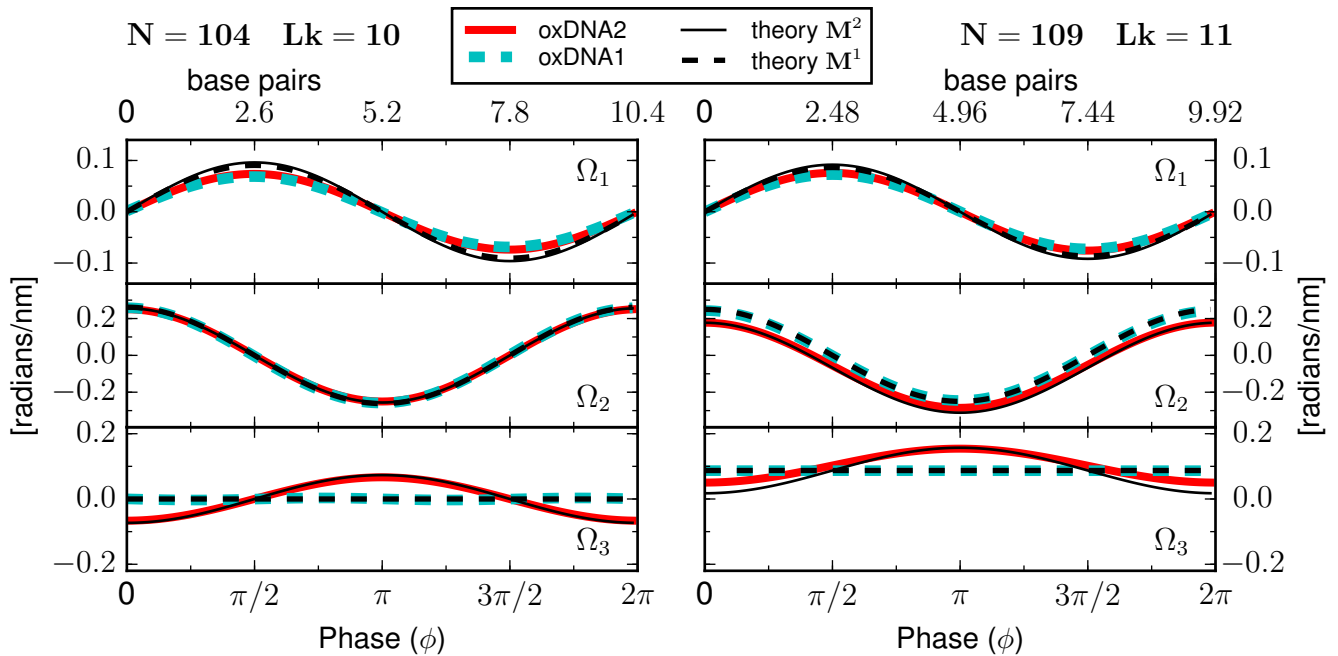 N = 104 Lk = 10
oxDNA2
oxDNA1
theory M²
theory M¹
N = 109 Lk = 11
base pairs
0 2.6 5.2 7.8 10.4
base pairs
0 2.48 4.96 7.44 9.92
[radians/nm]
0.1
0.0
−0.1
Ω₁
0.2
0.0
−0.2
Ω₂
0.2
0.0
−0.2
Ω₃
0 π/2 π 3π/2 2π
Phase (ϕ)
Ω₁
0.1
0.0
−0.1
Ω₂
0.2
0.0
−0.2
Ω₃
0.2
0.0
−0.2
[radians/nm]
0 π/2 π 3π/2 2π
Phase (ϕ)